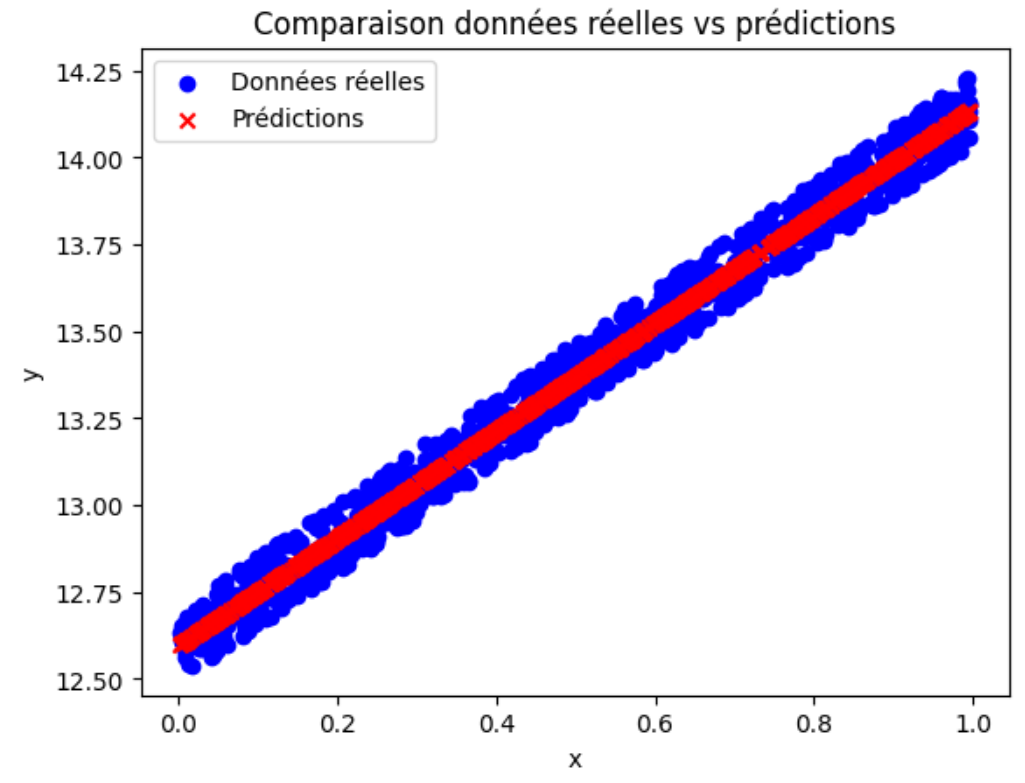 Comparaison données réelles vs prédictions
Données réelles
Prédictions
14.25
14.00
13.75
13.50
13.25
13.00
12.75
12.50
y
0.0 0.2 0.4 0.6 0.8 1.0
x